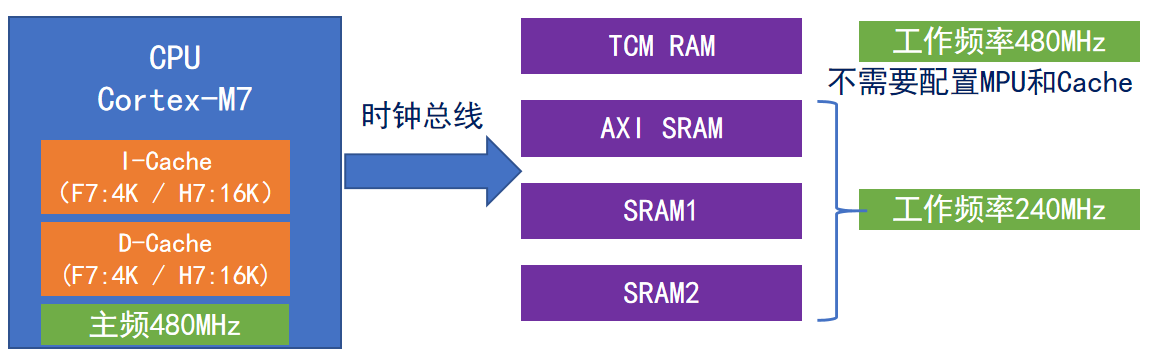 CPU
Cortex-M7
I-Cache
（F7:4K / H7:16K）
D-Cache
(F7:4K / H7:16K)
主频480MHz
时钟总线
TCM RAM
AXI SRAM
SRAM1
SRAM2
工作频率480MHz
不需要配置MPU和Cache
工作频率240MHz